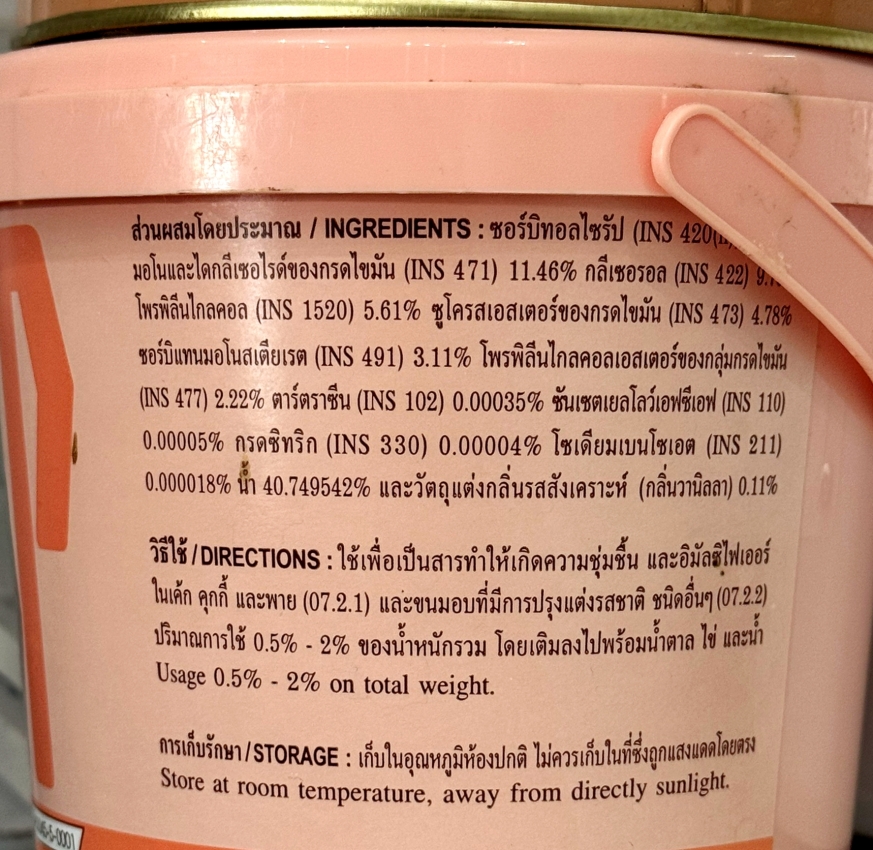 ส่วนผสมโดยประมาณ / INGREDIENTS : ซอร์บิทอลไซรัป (INS
มอโนและไดกลีเซอไรด์ของกรดไขมัน (INS 471) 11.46% กลีเซอรอล (INS 422)
โพรพิลีนไกลคอล (INS 1520) 5.61% ซูโครสเอสเตอร์ของกรดไขมัน (INS 473) 4.78%
ซอร์บิแทนมอโนสเตียเรต (INS 491) 3.11% โพรพิลีนไกลคอลเอสเตอร์ของกลุ่มกรดไขมัน
(INS 477) 2.22% ตาร์ตราซีน (INS 102) 0.00035% ซันเซตเยลโลว์เอฟซีเอฟ (INS 110)
0.00005% กรดซิทริก (INS 330) 0.00004% โซเดียมเบนโซเอต (INS 211)
0.000018% น้ำ 40.749542% และวัตถุแต่งกลิ่นรสสังเคราะห์ (กลิ่นวานิลลา) 0.11%
วิธีใช้ / DIRECTIONS : ใช้เพื่อเป็นสารทำให้เกิดความชุ่มชื้น และอิมัลซิไฟเออร์
ในเค้ก คุกกี้ และพาย (07.2.1) และขนมอบที่มีการปรุงแต่งรสชาติ ชนิดอื่นๆ (07.2.2)
ปริมาณการใช้ 0.5% - 2% ของน้ำหนักรวม โดยเติมลงไปพร้อมน้ำตาล ไข่ และน้ำ
Usage 0.5% - 2% on total weight.
การเก็บรักษา / STORAGE : เก็บในอุณหภูมิห้องปกติ ไม่ควรเก็บในที่ซึ่งถูกแสงแดดโดยตรง
Store at room temperature, away from directly sunlight.